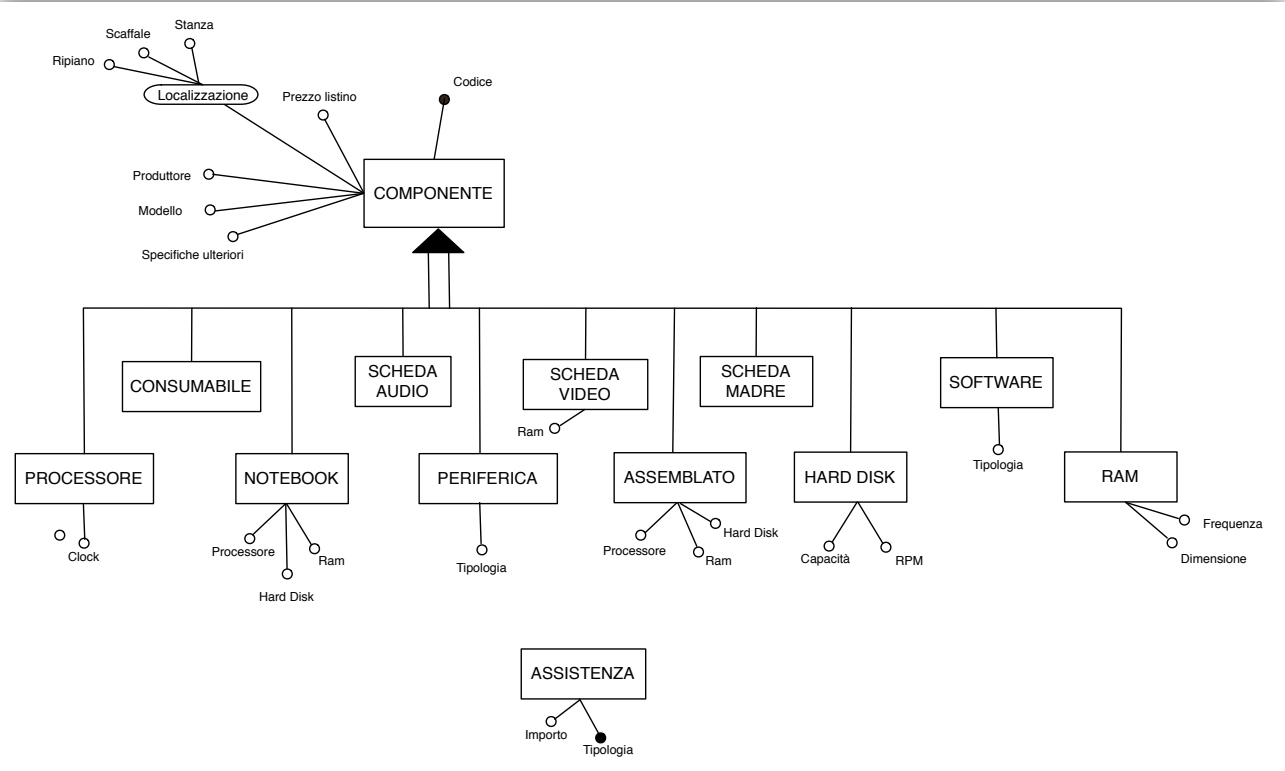 Stanza
Scaffale
Ripiano
Localizzazione
Prezzo listino
Codice
Produttore
COMPONENTE
Modello
Specifiche ulteriori
CONSUMABILE
SCHEDA
AUDIO
SCHEDA
VIDEO
SCHEDA
MADRE
SOFTWARE
Ram
Tipologia
PROCESSORE
NOTEBOOK
PERIFERICA
ASSEMBLATO
HARD DISK
RAM
Clock
Processore
Ram
Hard Disk
Tipologia
Processore
Ram
Hard Disk
Capacità
RPM
Frequenza
Dimensione
ASSISTENZA
Importo
Tipologia